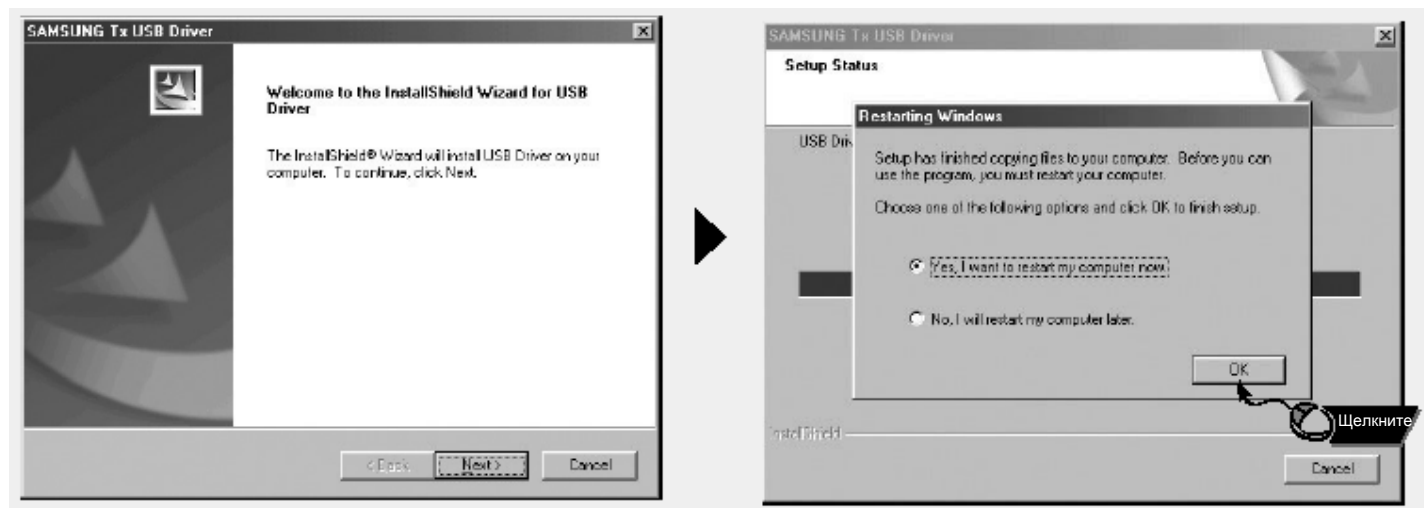 SAMSUNG Tx USB Driver
Welcome to the InstallShield Wizard for USB
Driver
The InstallShield® Wizard will install USB Driver on your
computer. To continue, click Next.
< Back
Next >
Cancel
SAMSUNG Tx USB Driver
Setup Status
Restarting Windows
USB Driv
Setup has finished copying files to your computer. Before you can
use the program, you must restart your computer.
Choose one of the following options and click OK to finish setup.
Yes, I want to restart my computer now.
No, I will restart my computer later.
OK
Щелкните
InstallShield
Cancel